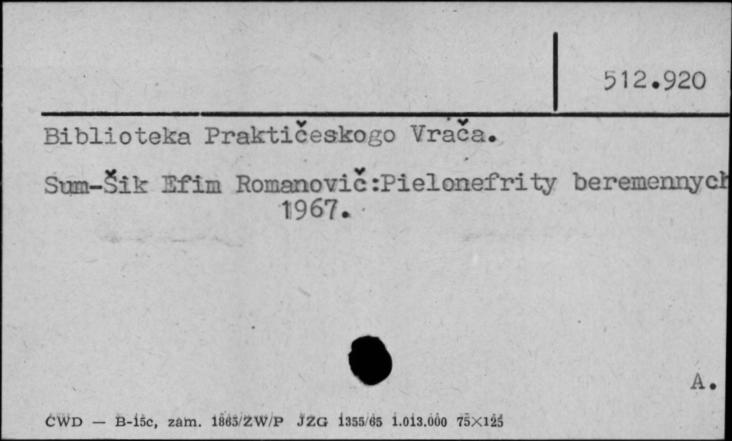 512.920
Biblioteka Praktičeskogo Vrača.
Sum-Šik Efim Romanovič:Pielonefrity beremennych
1967.
A.
CWD — B-15c, zam. 1865/ZW/P JZG 1355/65 1.013.000 75×125